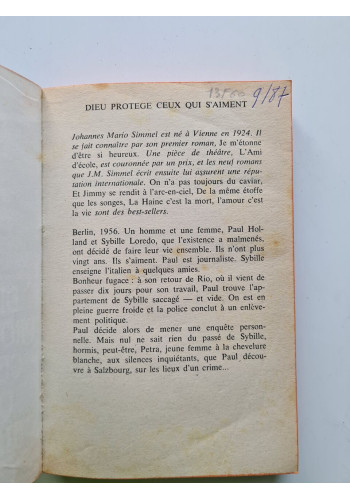 13F50 9/87
DIEU PROTEGE CEUX QUI S'AIMENT
Johannes Mario Simmel est né à Vienne en 1924. Il
se fait connaître par son premier roman, Je m'étonne
d'être si heureux. Une pièce de théâtre, L'Ami
d'école, est couronnée par un prix, et les neuf romans
que J.M. Simmel écrit ensuite lui assurent une répu-
tation internationale. On n'a pas toujours du caviar,
Et Jimmy se rendit à l'arc-en-ciel, De la même étoffe
que les songes, La Haine c'est la mort, l'amour c'est la
vie sont des best-sellers.
Berlin, 1956. Un homme et une femme, Paul Hol-
land et Sybille Loredo, que l'existence a malmenés,
ont décidé de faire leur vie ensemble. Ils n'ont plus
vingt ans. Ils s'aiment. Paul est journaliste. Sybille
enseigne l'italien à quelques amies.
Bonheur fugace : à son retour de Rio, où il vient de
passer dix jours pour son travail, Paul trouve l'ap-
partement de Sybille saccagé — et vide. On est en
pleine guerre froide et la police conclut à un enlève-
ment politique.
Paul décide alors de mener une enquête person-
nelle. Mais nul ne sait rien du passé de Sybille,
hormis, peut-être, Petra, jeune femme à la chevelure
blanche, aux silences inquiétants, que Paul décou-
vre à Salzbourg, sur les lieux d'un crime...